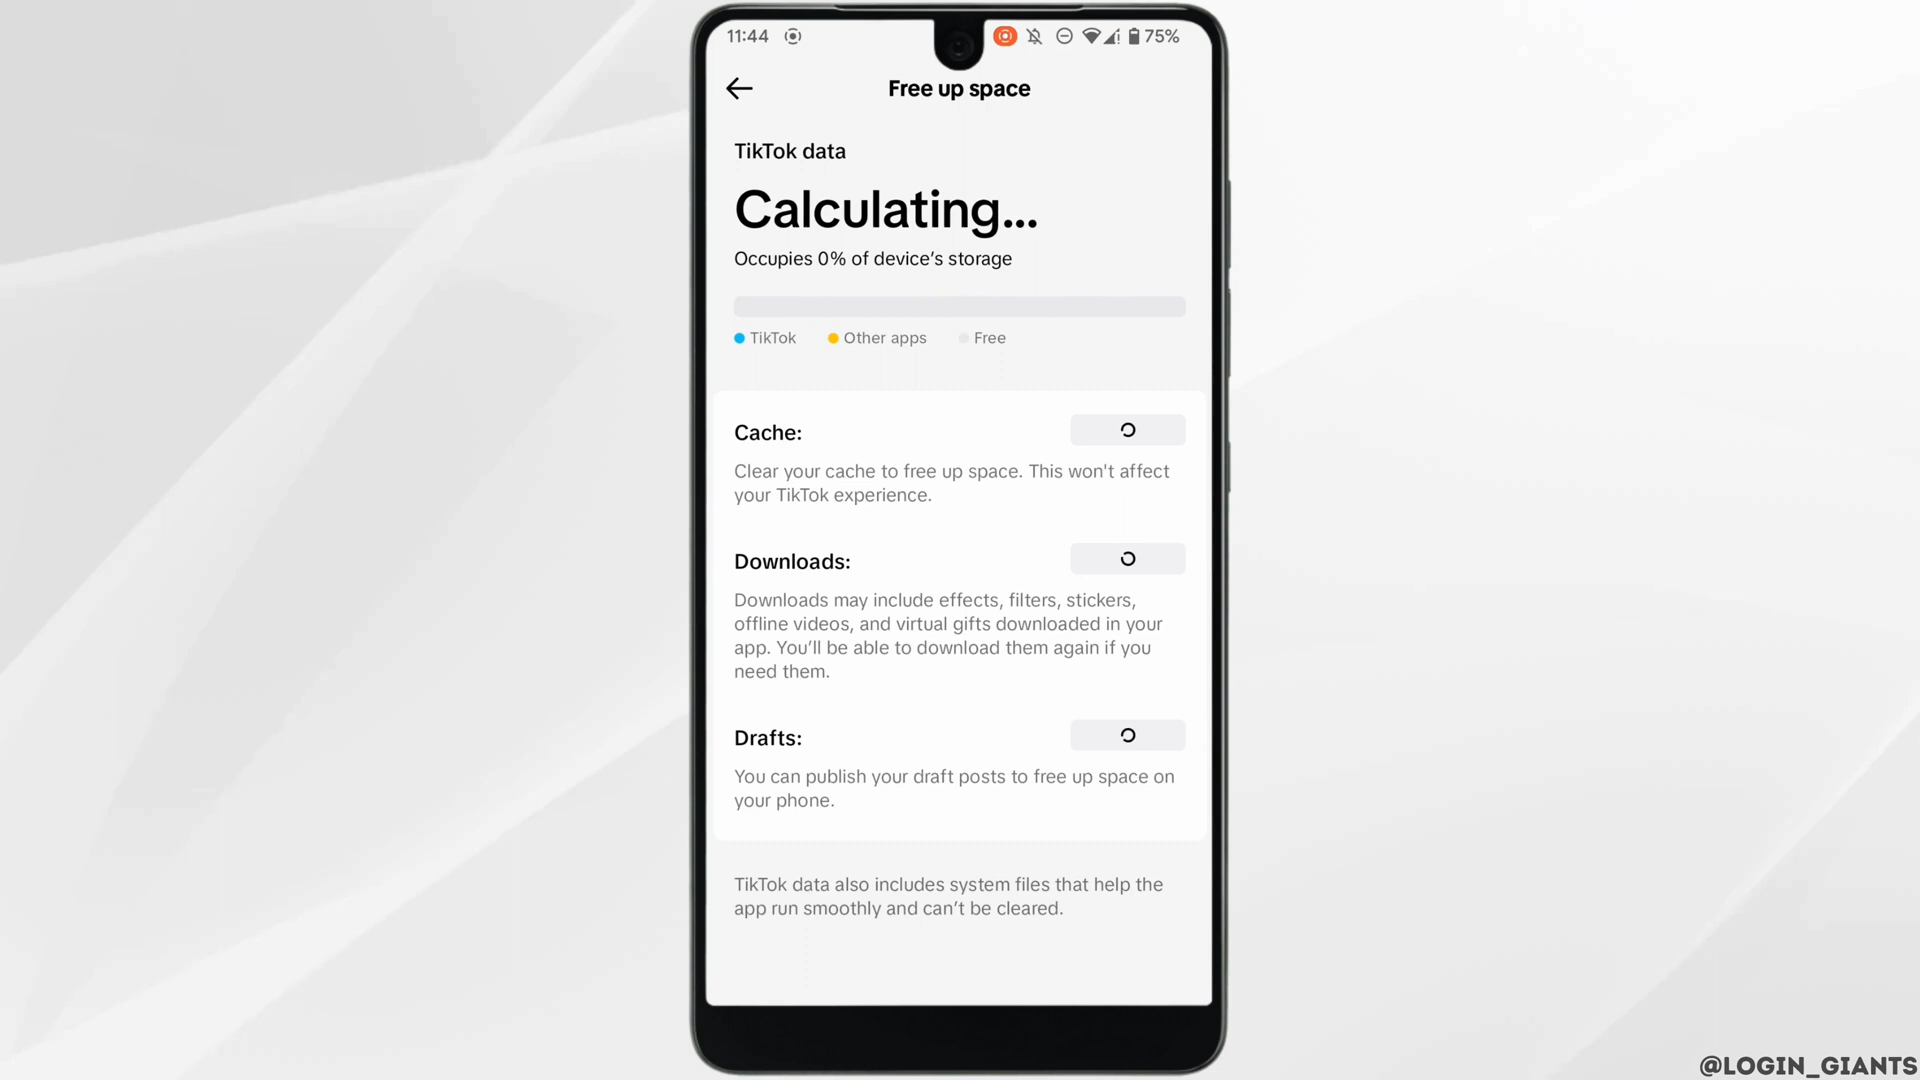 11:44
75%
Free up space
TikTok data
Calculating...
Occupies 0% of device’s storage
TikTok
Other apps
Free
Cache:
Clear your cache to free up space. This won't affect
your TikTok experience.
Downloads:
Downloads may include effects, filters, stickers,
offline videos, and virtual gifts downloaded in your
app. You’ll be able to download them again if you
need them.
Drafts:
You can publish your draft posts to free up space on
your phone.
TikTok data also includes system files that help the
app run smoothly and can’t be cleared.
@LOGIN_GIANTS